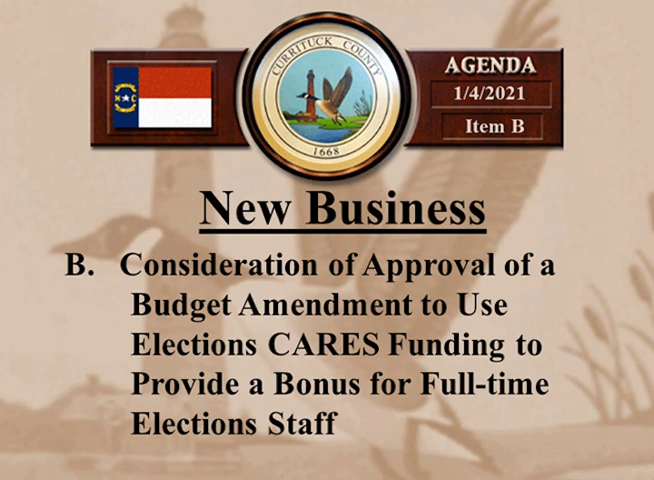 CURRITUCK COUNTY
1668
N C
AGENDA
1/4/2021
Item B
New Business
B. Consideration of Approval of a
Budget Amendment to Use
Elections CARES Funding to
Provide a Bonus for Full-time
Elections Staff